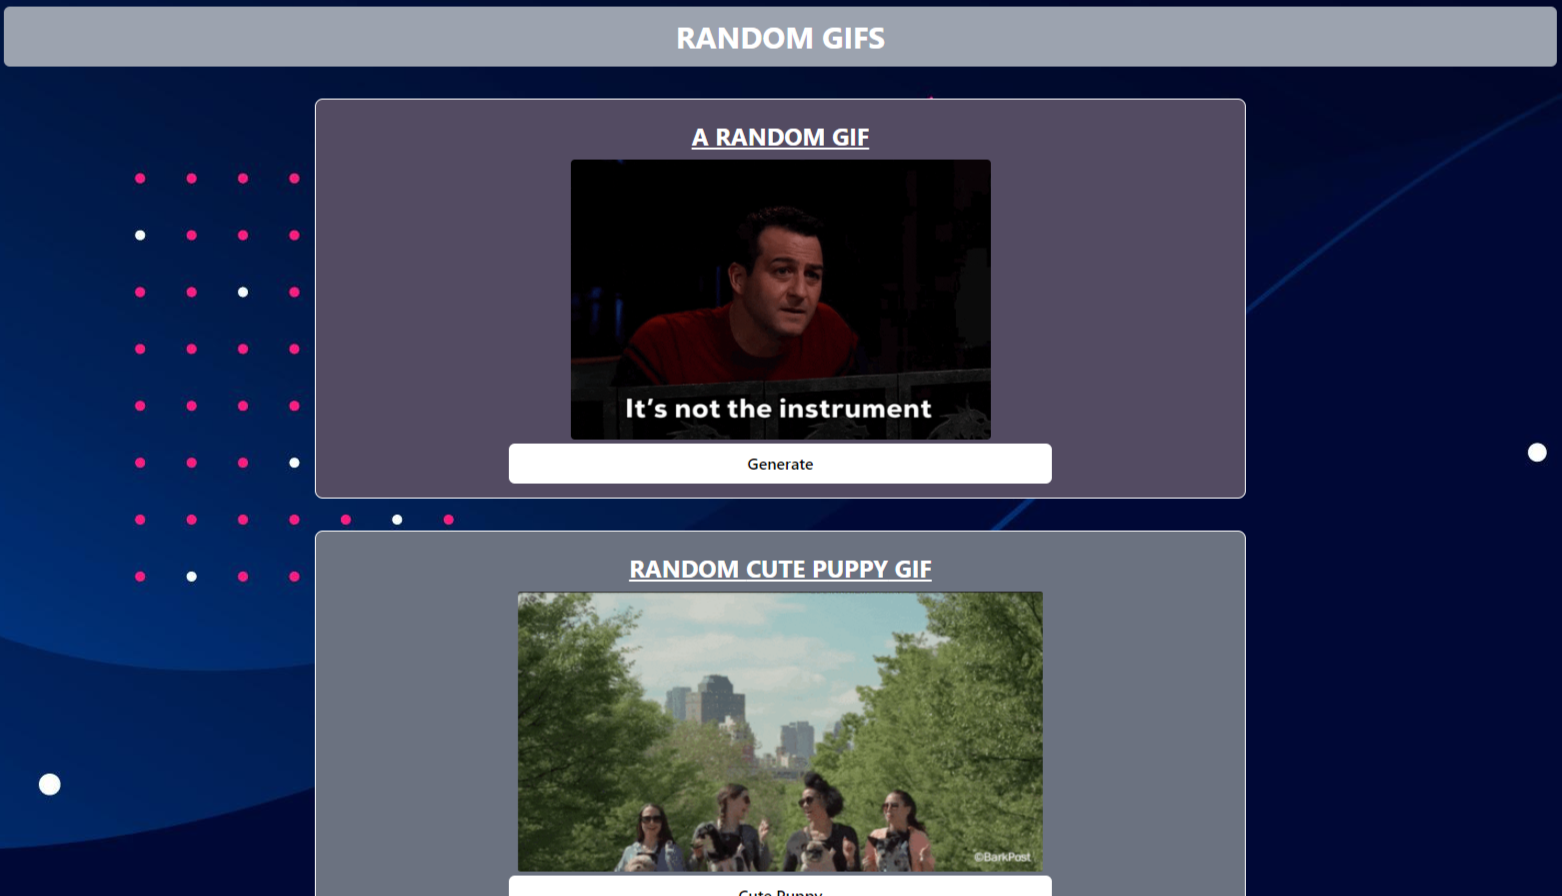 RANDOM GIFS
A RANDOM GIF
It's not the instrument
Generate
RANDOM CUTE PUPPY GIF
©BarkPost
Cute Puppy